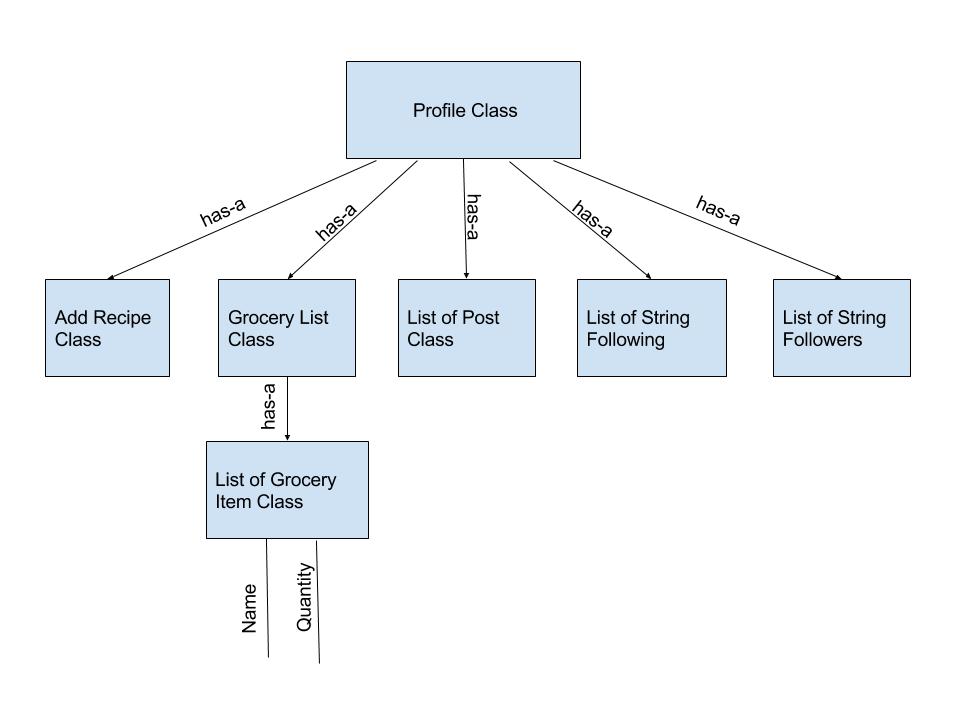 Profile Class
has-a
has-a
has-a
has-a
has-a
Add Recipe
Class
Grocery List
Class
List of Post
Class
List of String
Following
List of String
Followers
has-a
List of Grocery
Item Class
Name
Quantity